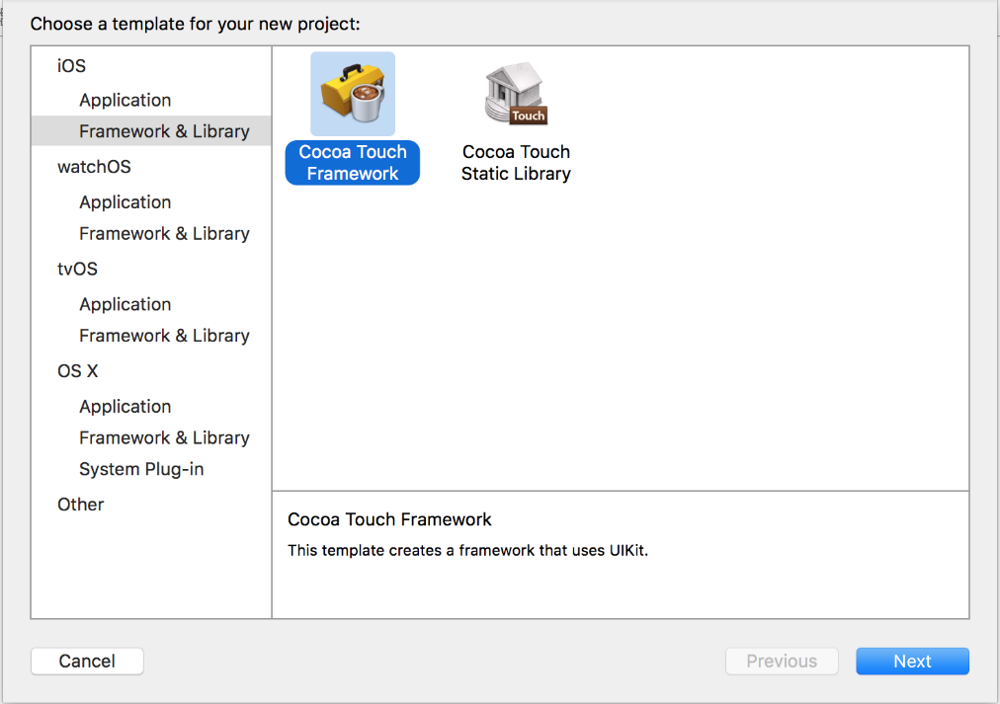 Choose a template for your new project:
iOS
Application
Framework & Library
watchOS
Application
Framework & Library
tvOS
Application
Framework & Library
OS X
Application
Framework & Library
System Plug-in
Other
Cocoa Touch
Framework
Touch
Cocoa Touch
Static Library
Cocoa Touch Framework
This template creates a framework that uses UIKit.
Cancel
Previous
Next